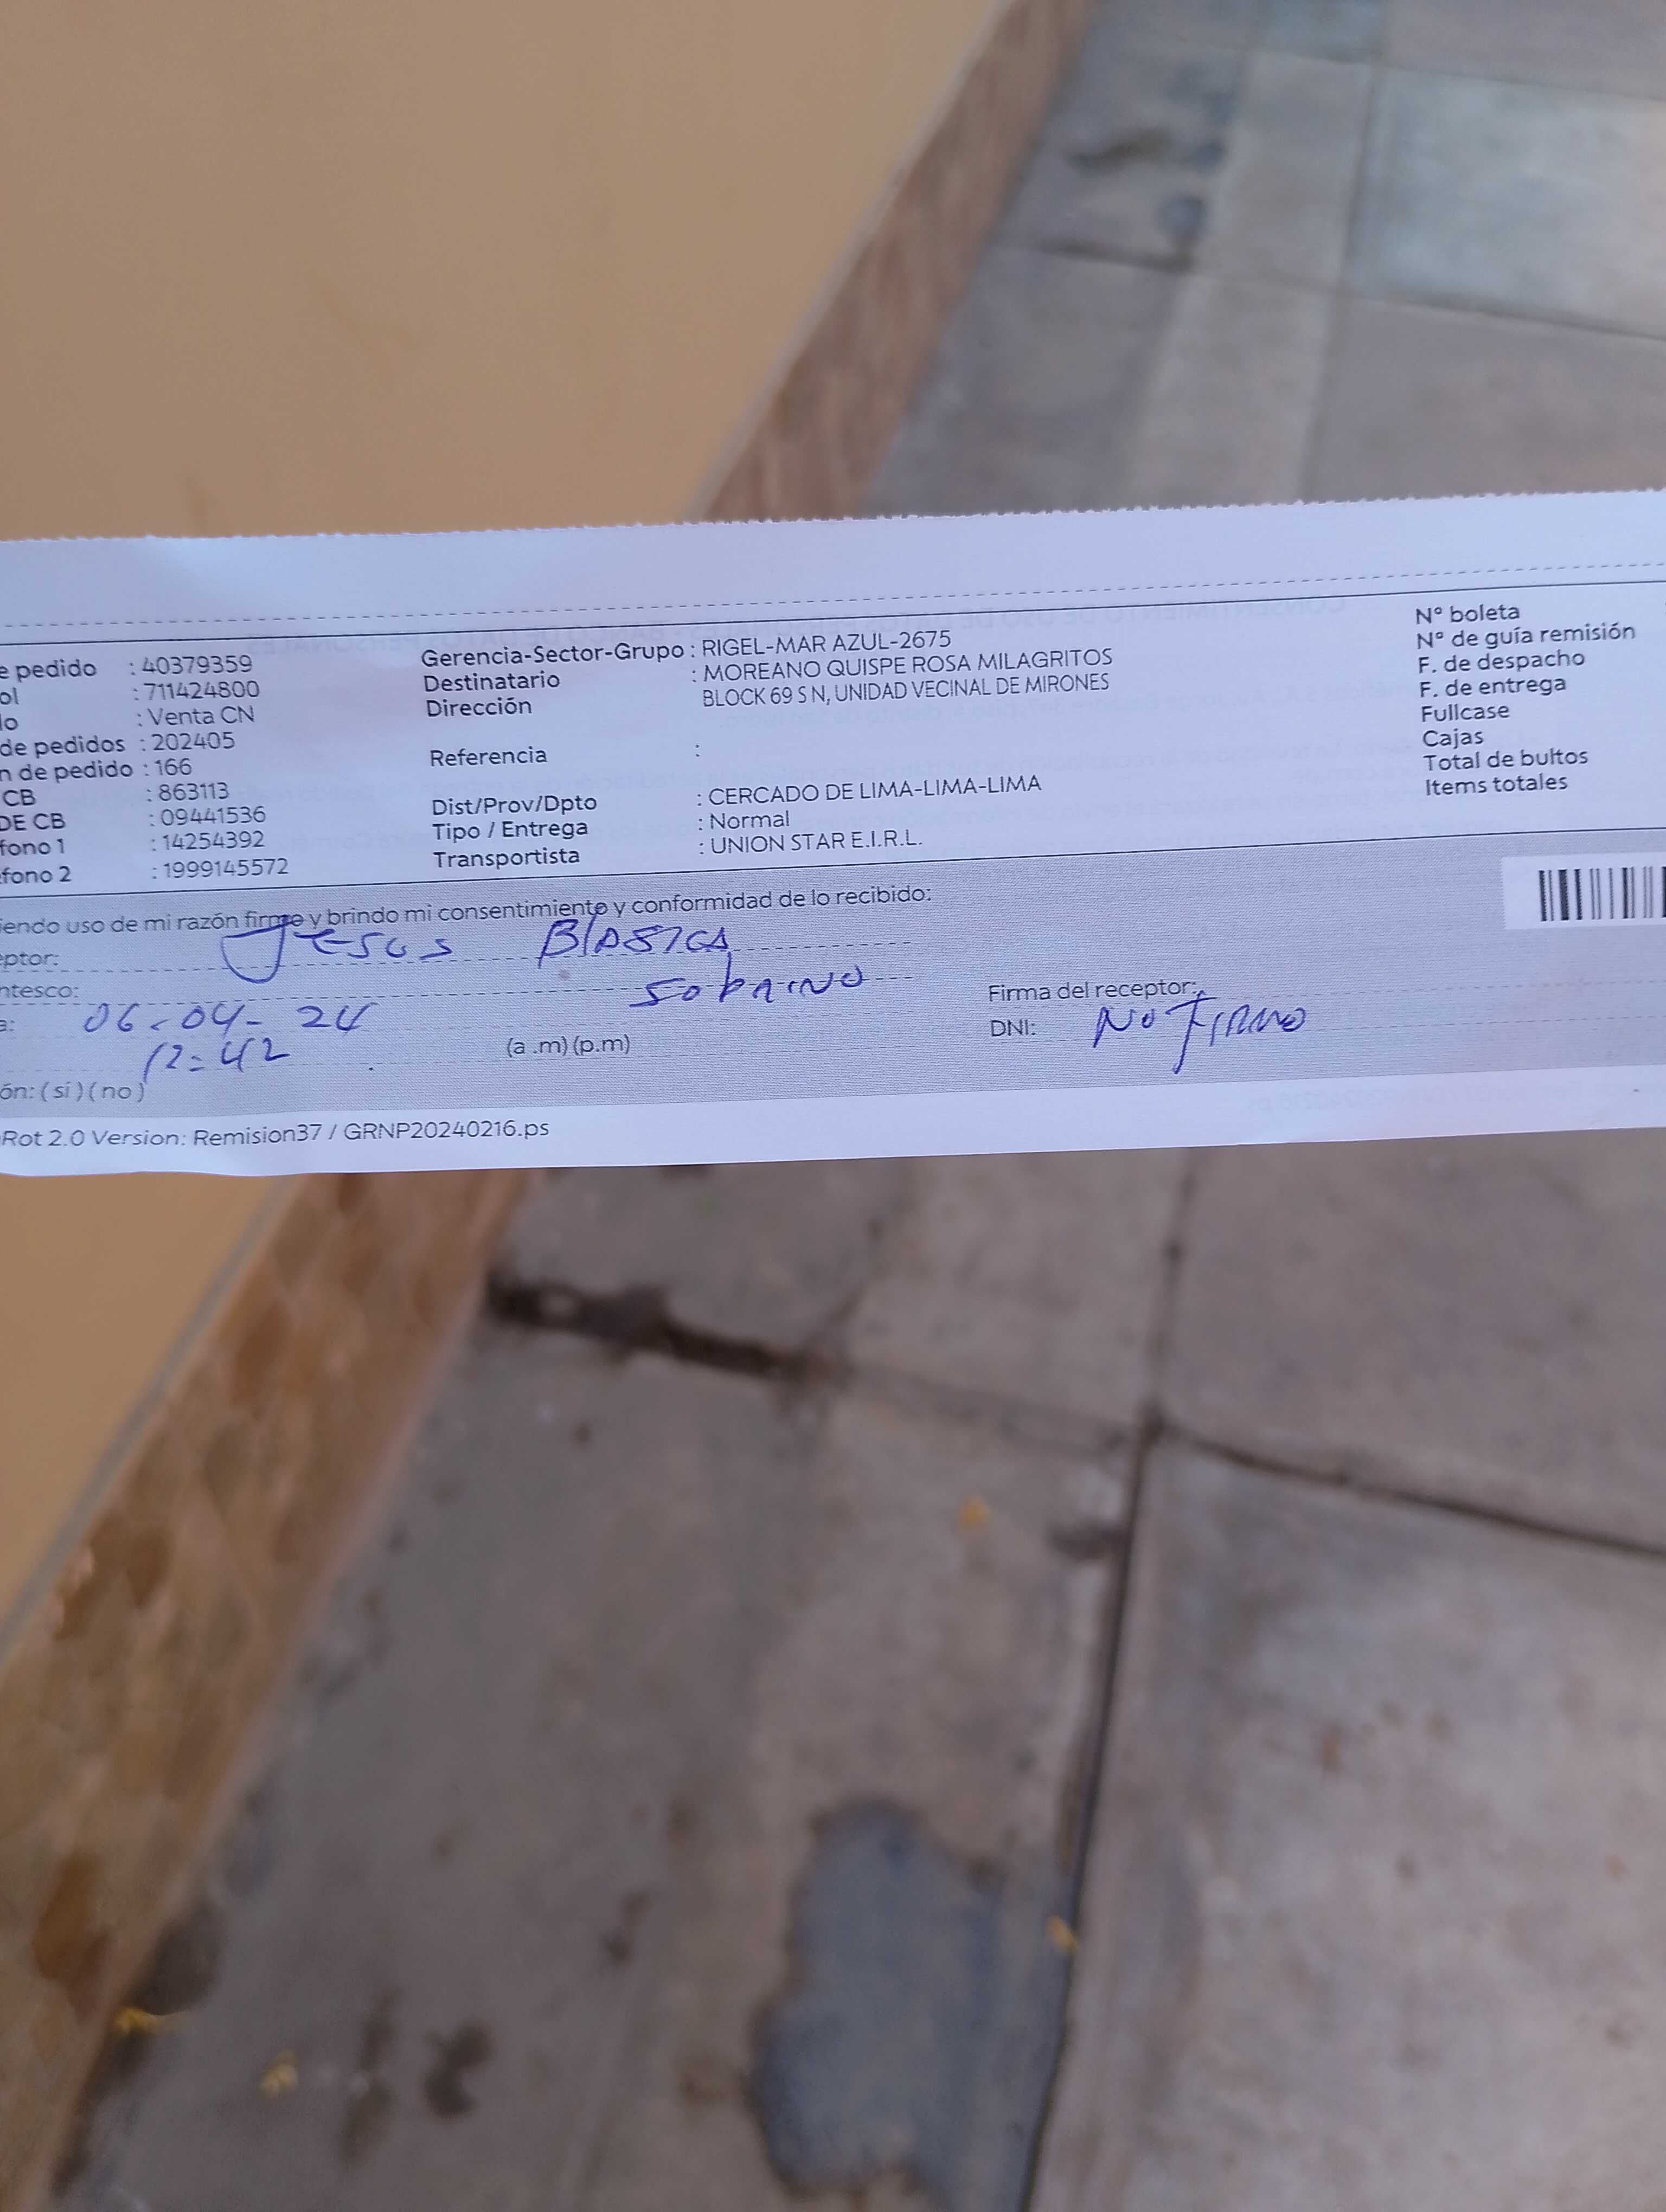 e pedido : 40379359
ol : 711424800
lo : Venta CN
de pedidos : 202405
n de pedido : 166
CB : 863113
DE CB : 09441536
fono 1 : 14254392
fono 2 : 1999145572
Gerencia-Sector-Grupo : RIGEL-MAR AZUL-2675
Destinatario : MOREANO QUISPE ROSA MILAGRITOS
Dirección BLOCK 69 S N, UNIDAD VECINAL DE MIRONES
Referencia :
Dist/Prov/Dpto : CERCADO DE LIMA-LIMA-LIMA
Tipo / Entrega : Normal
Transportista : UNION STAR E.I.R.L.
N° boleta
N° de guía remisión
F. de despacho
F. de entrega
Fullcase
Cajas
Total de bultos
Items totales
iendo uso de mi razón firmo y brindo mi consentimiento y conformidad de lo recibido:
eptor: Jesus
ntesco: sobrino
a: 06-04-24
12:42 (a .m) (p.m)
ón: ( si ) ( no )
Firma del receptor:
DNI: No Firmo
Rot 2.0 Version: Remision37 / GRNP20240216.ps